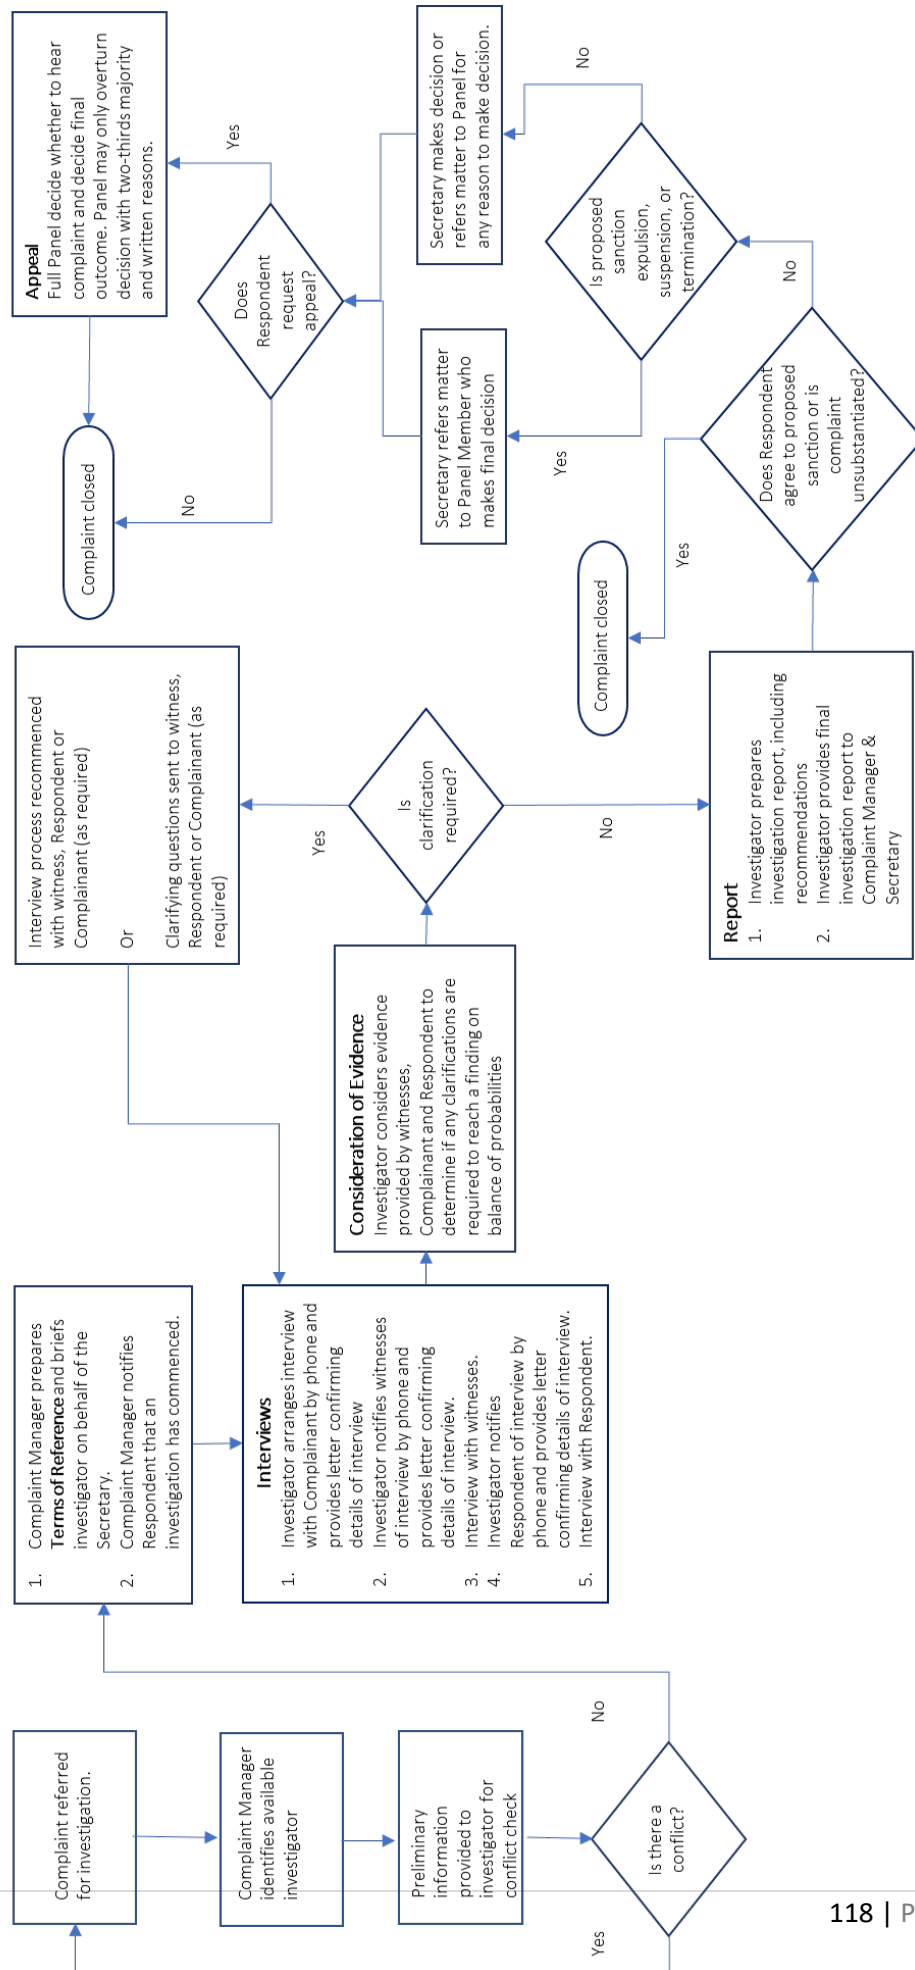 Complaint referred
for investigation.
Complaint Manager
identifies available
investigator
Preliminary
information
provided to
investigator for
conflict check
Is there a
conflict?
Yes
No
1. Complaint Manager prepares
Terms of Reference and briefs
investigator on behalf of the
Secretary.
2. Complaint Manager notifies
Respondent that an
investigation has commenced.
Interviews
1. Investigator arranges interview
with Complainant by phone and
provides letter confirming
details of interview
2. Investigator notifies witnesses
of interview by phone and
provides letter confirming
details of interview.
3. Interview with witnesses.
4. Investigator notifies
Respondent of interview by
phone and provides letter
confirming details of interview.
5. Interview with Respondent.
Consideration of Evidence
Investigator considers evidence
provided by witnesses,
Complainant and Respondent to
determine if any clarifications are
required to reach a finding on
balance of probabilities
Is
clarification
required?
Yes
No
Interview process recommenced
with witness, Respondent or
Complainant (as required)
Or
Clarifying questions sent to witness,
Respondent or Complainant (as
required)
Report
1. Investigator prepares
investigation report, including
recommendations
2. Investigator provides final
investigation report to
Complaint Manager &
Secretary
Does Respondent
agree to proposed
sanction or is
complaint
unsubstantiated?
Yes
No
Complaint closed
Is proposed
sanction
expulsion,
suspension, or
termination?
Yes
No
Secretary refers matter
to Panel Member who
makes final decision
Secretary makes decision or
refers matter to Panel for
any reason to make decision.
Does
Respondent
request
appeal?
Yes
No
Appeal
Full Panel decide whether to hear
complaint and decide final
outcome. Panel may only overturn
decision with two-thirds majority
and written reasons.
Complaint closed
118 | P